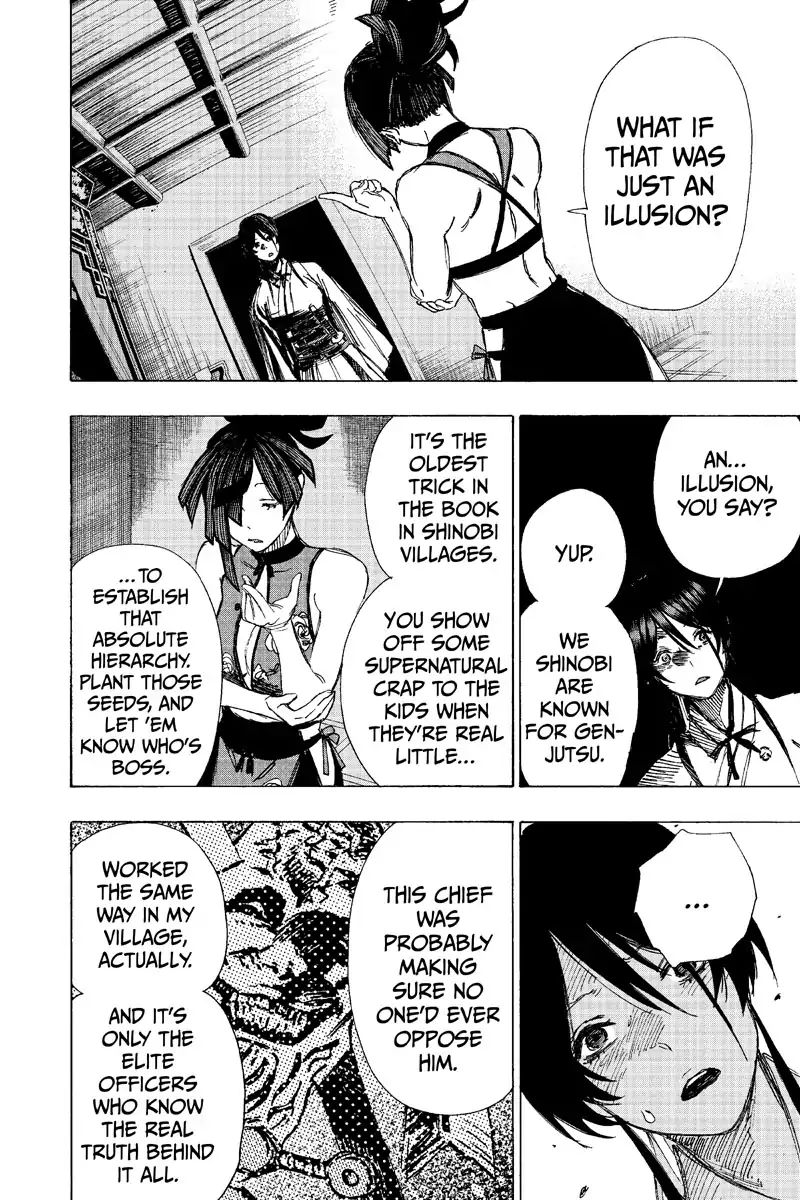 WHAT IF
THAT WAS
JUST AN
ILLUSION?
AN...
ILLUSION,
YOU SAY?
YUP.
WE
SHINOBI
ARE
KNOWN
FOR GEN-
JUTSU.
IT'S THE
OLDEST
TRICK IN
THE BOOK
IN SHINOBI
VILLAGES.
YOU SHOW
OFF SOME
SUPERNATURAL
CRAP TO THE
KIDS WHEN
THEY'RE REAL
LITTLE...
...TO
ESTABLISH
THAT
ABSOLUTE
HIERARCHY.
PLANT THOSE
SEEDS, AND
LET 'EM
KNOW WHO'S
BOSS.
...
THIS CHIEF
WAS
PROBABLY
MAKING
SURE NO
ONE'D EVER
OPPOSE
HIM.
WORKED
THE SAME
WAY IN MY
VILLAGE,
ACTUALLY.
AND IT'S
ONLY THE
ELITE
OFFICERS
WHO KNOW
THE REAL
TRUTH BEHIND
IT ALL.